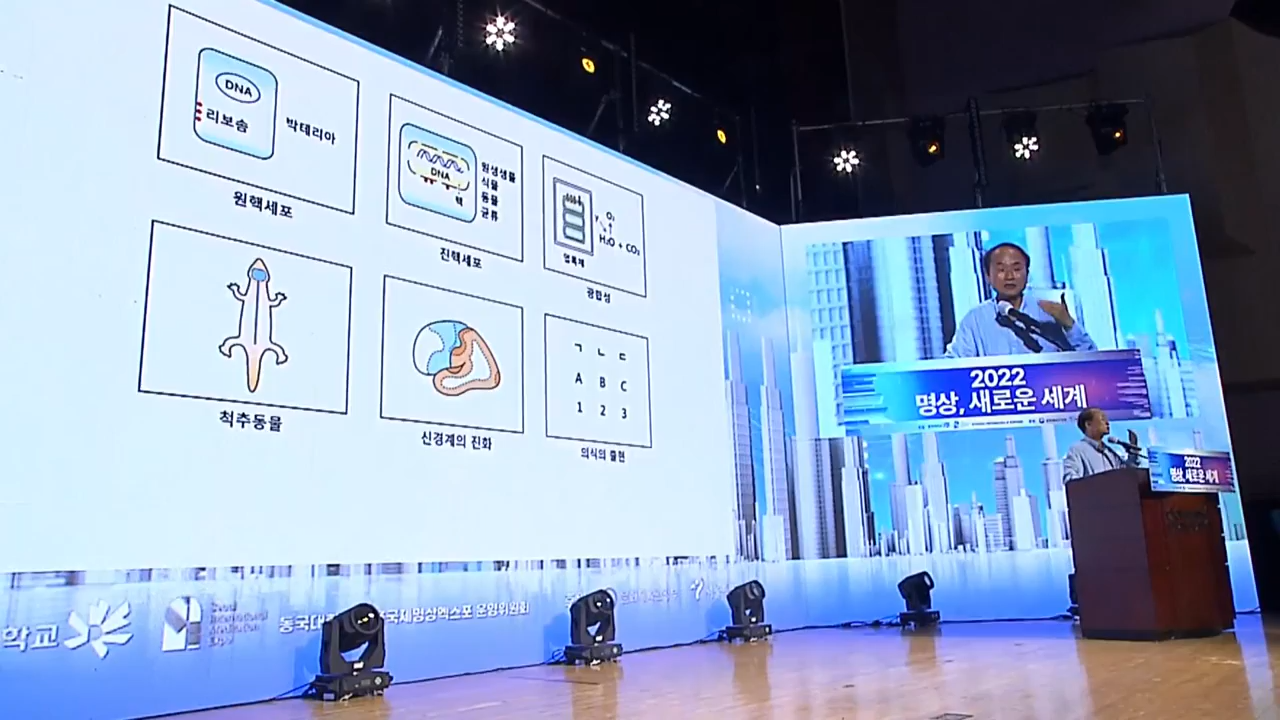 DNA
리보솜
박테리아
원핵세포
DNA
핵
원생생물
식물
동물
균류
진핵세포
O₂
H₂O + CO₂
엽록체
광합성
척추동물
신경계의 진화
ㄱ ㄴ ㄷ
A B C
1 2 3
의식의 출현
2022
명상, 새로운 세계
2022
명상, 새로운 세계
학교
Seoul
International
Meditation
Expo
동국대
국제명상엑스포 운영위원회